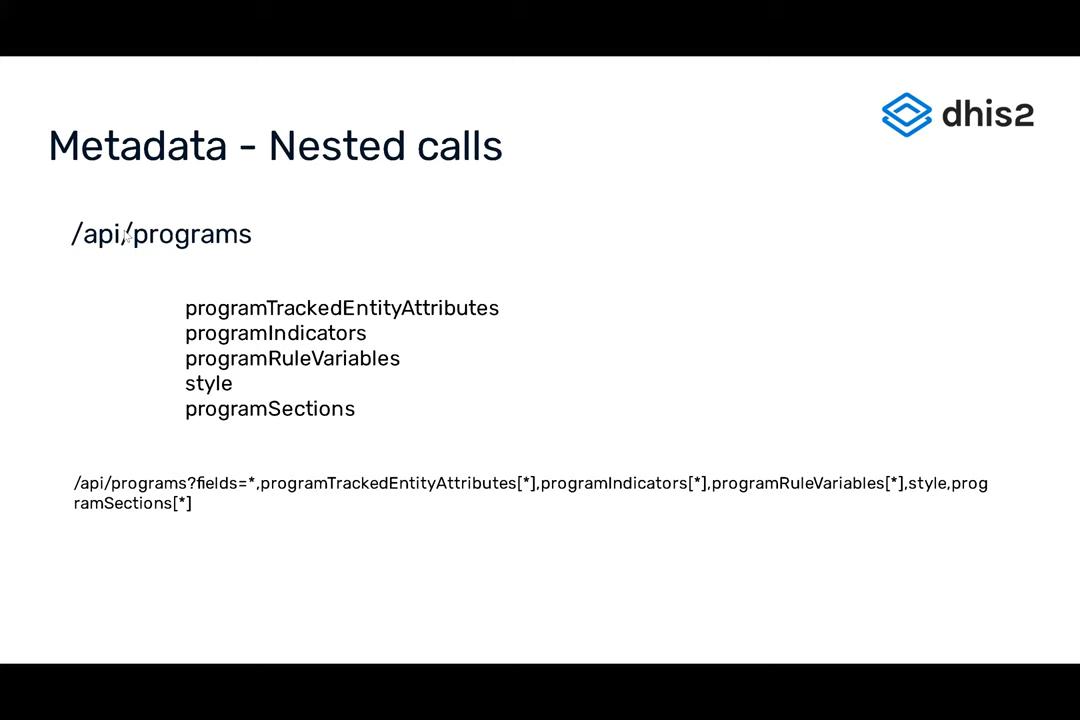 dhis2
Metadata - Nested calls
/api/programs
programTrackedEntityAttributes
programIndicators
programRuleVariables
style
programSections
/api/programs?fields=*,programTrackedEntityAttributes[*],programIndicators[*],programRuleVariables[*],style,prog
ramSections[*]